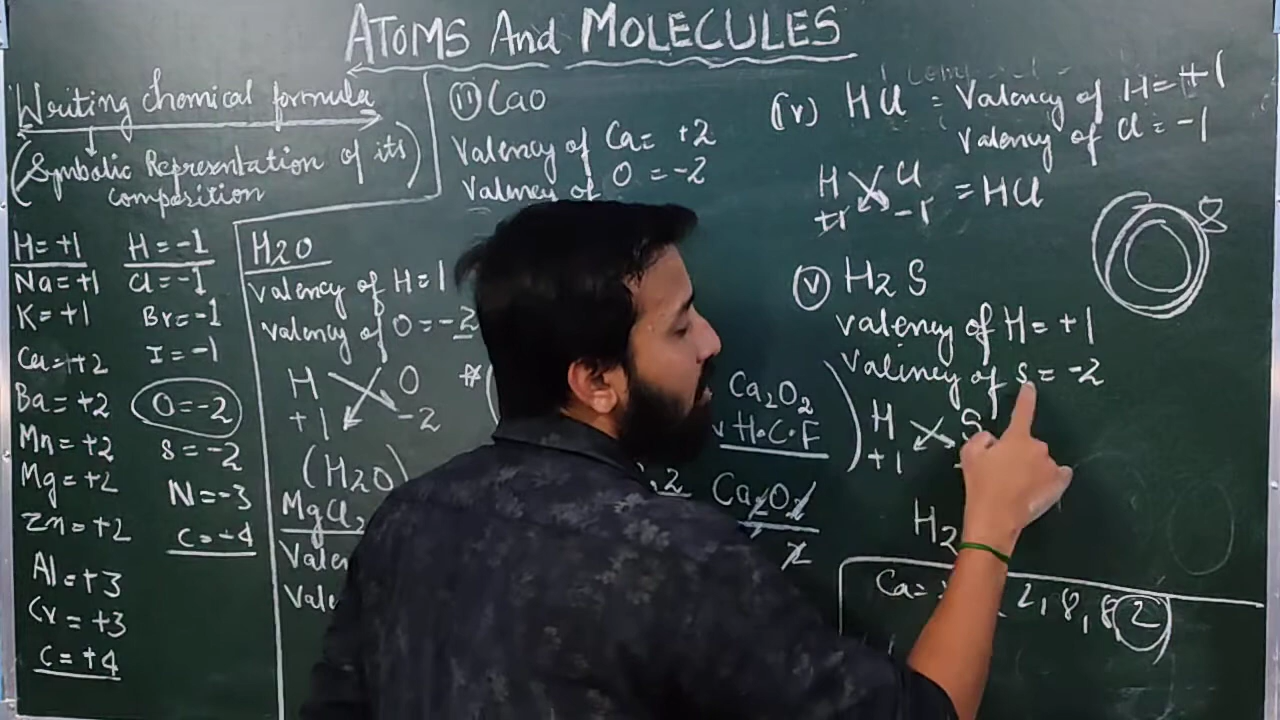 ATOMS And MOLECULES
Writing Chemical formula
(Symbolic Represntation of its)
composition
H = +1
Na = +1
K = +1
Ca = +2
Ba = +2
Mn = +2
Mg = +2
Zn = +2
Al = +3
Cr = +3
C = +4
H = -1
Cl = -1
Br = -1
I = -1
O = -2
S = -2
N = -3
C = -4
H2O
Valency of H = 1
Valency of O = -2
H O
+1 -2
(H2O)
MgCl2
(ii) CaO
Valency of Ca = +2
Valency of O = -2
Ca2O2
H.C.F
Ca2O2
2
(iv) HCl = Valency of H = +1
Valency of Cl = -1
H Cl = HCl
+1 -1
8
(v) H2S
Valency of H = +1
Valency of S = -2
H S
+1
H2
Ca = 2, 8, 8, 2